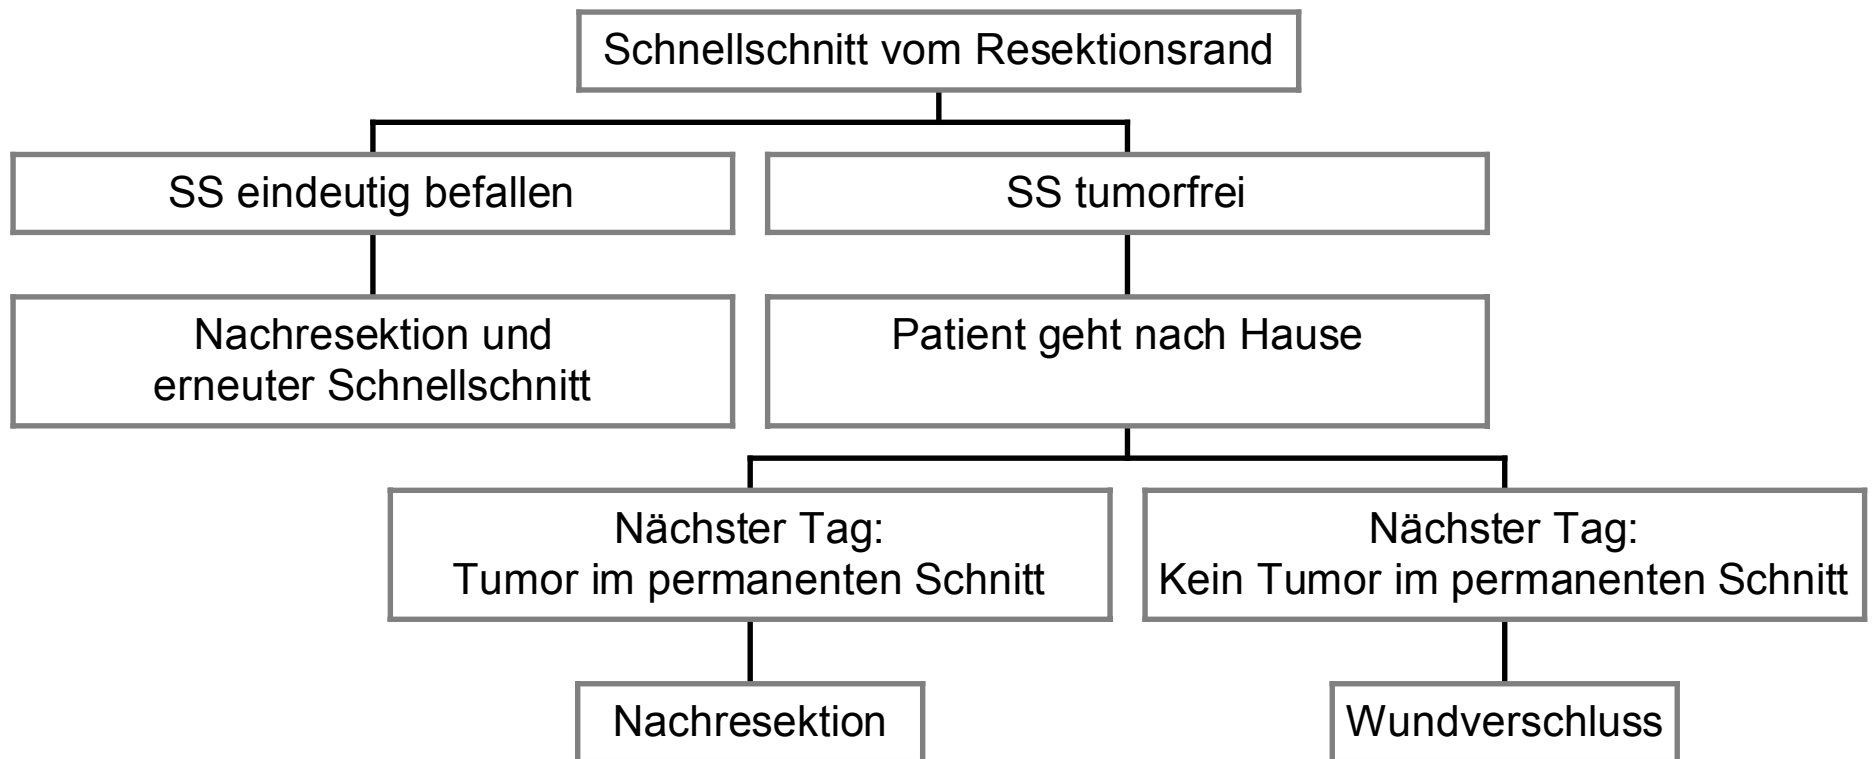 Schnellschnitt vom Resektionsrand
SS eindeutig befallen
SS tumorfrei
Nachresektion und
erneuter Schnellschnitt
Patient geht nach Hause
Nächster Tag:
Tumor im permanenten Schnitt
Nächster Tag:
Kein Tumor im permanenten Schnitt
Nachresektion
Wundverschluss